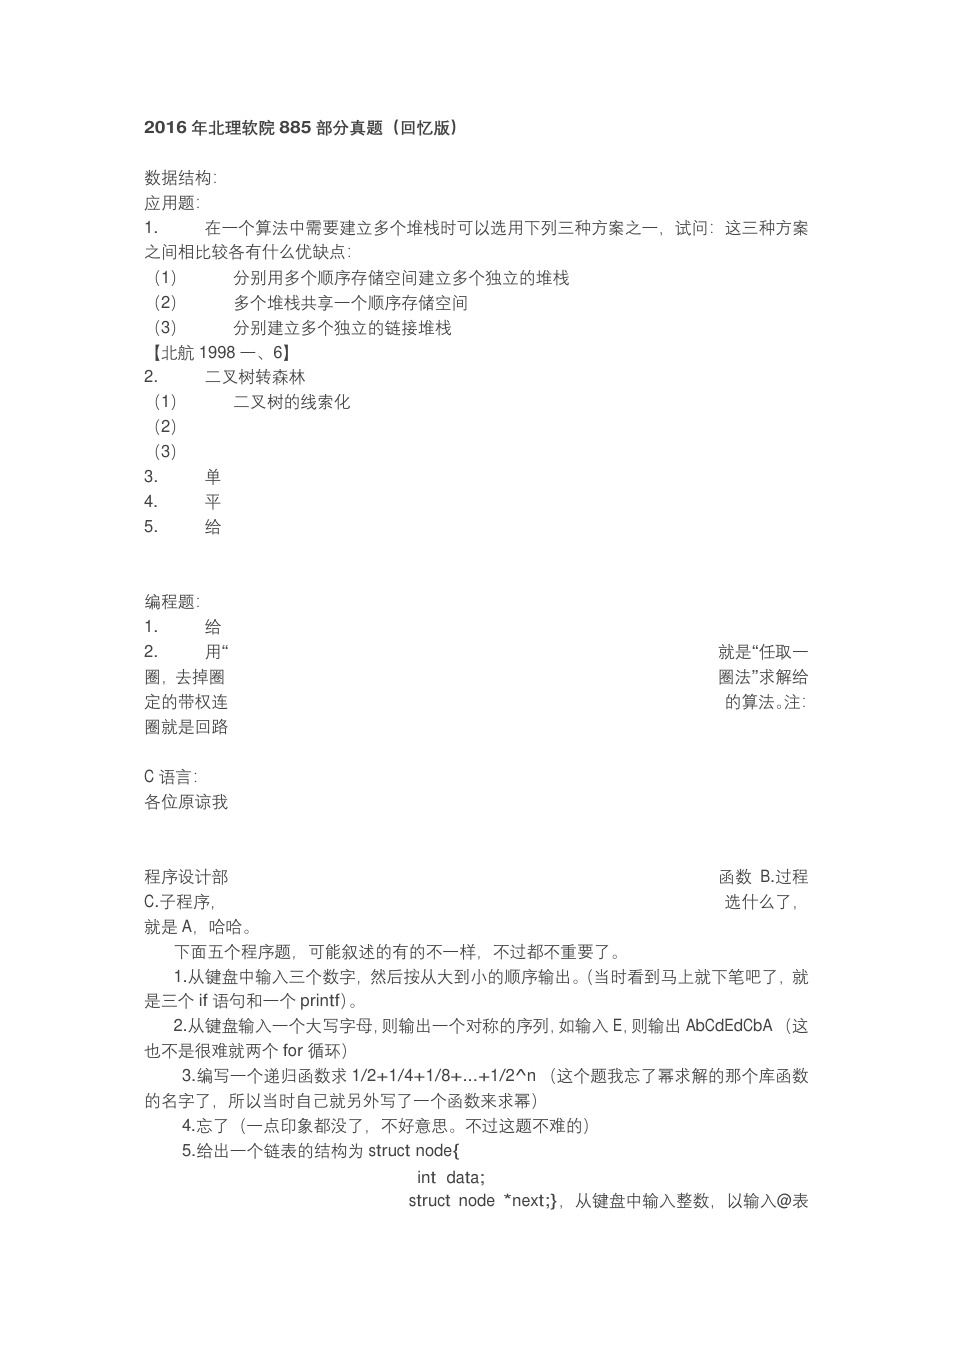 2016 年北理软院 885 部分真题（回忆版）
数据结构：
应用题：
1. 在一个算法中需要建立多个堆栈时可以选用下列三种方案之一，试问：这三种方案
之间相比较各有什么优缺点：
（1） 分别用多个顺序存储空间建立多个独立的堆栈
（2） 多个堆栈共享一个顺序存储空间
（3） 分别建立多个独立的链接堆栈
【北航 1998 一、6】
2. 二叉树转森林
（1） 二叉树的线索化
（2）
（3）
3. 单
4. 平
5. 给
编程题：
1. 给
2. 用“ 就是“任取一
圈，去掉圈 圈法”求解给
定的带权连 的算法。注：
圈就是回路
C 语言：
各位原谅我
程序设计部 函数 B.过程
C.子程序， 选什么了，
就是 A，哈哈。
下面五个程序题，可能叙述的有的不一样，不过都不重要了。
1.从键盘中输入三个数字，然后按从大到小的顺序输出。（当时看到马上就下笔吧了，就
是三个 if 语句和一个 printf）。
2.从键盘输入一个大写字母，则输出一个对称的序列，如输入 E，则输出 AbCdEdCbA （这
也不是很难就两个 for 循环）
3.编写一个递归函数求 1/2+1/4+1/8+...+1/2^n （这个题我忘了幂求解的那个库函数
的名字了，所以当时自己就另外写了一个函数来求幂）
4.忘了（一点印象都没了，不好意思。不过这题不难的）
5.给出一个链表的结构为 struct node{
int data;
struct node *next;}，从键盘中输入整数，以输入@表